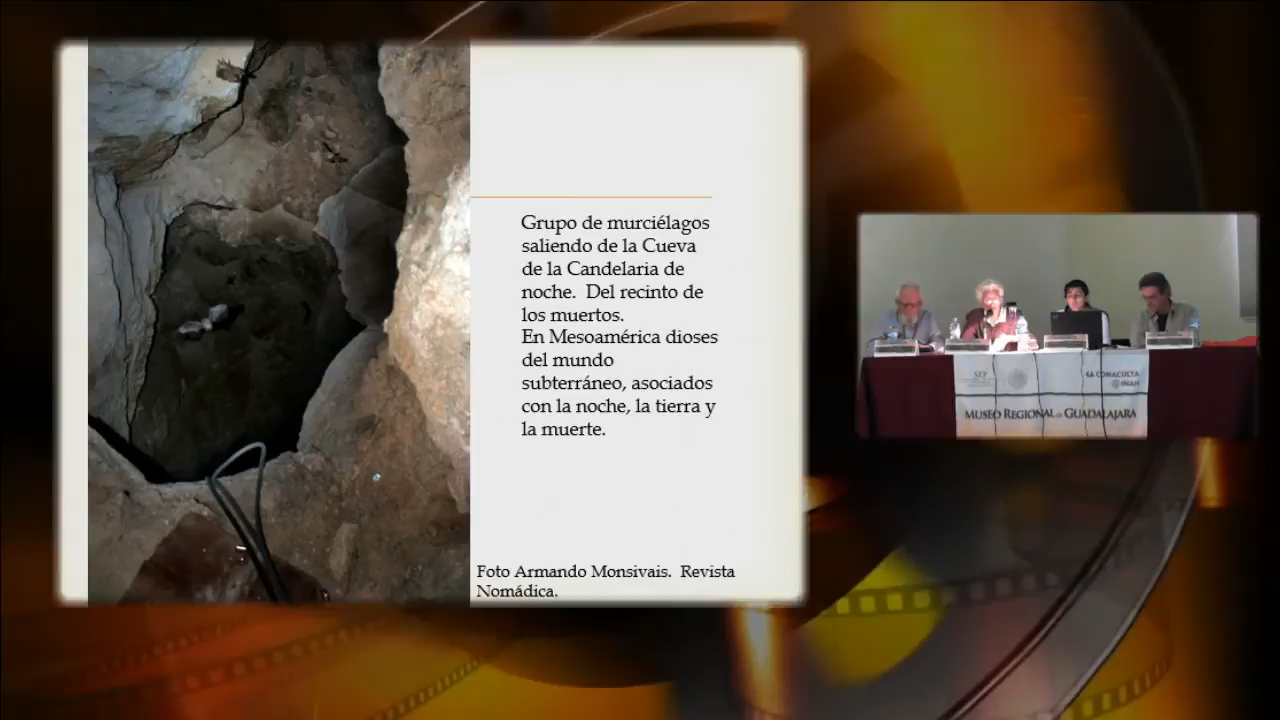 Grupo de murciélagos
saliendo de la Cueva
de la Candelaria de
noche.  Del recinto de
los muertos.
En Mesoamérica dioses
del mundo
subterráneo, asociados
con la noche, la tierra y
la muerte.
Foto Armando Monsivais.  Revista
Nomádica.
SEP
CONACULTA
INAH
MUSEO REGIONAL DE GUADALAJARA